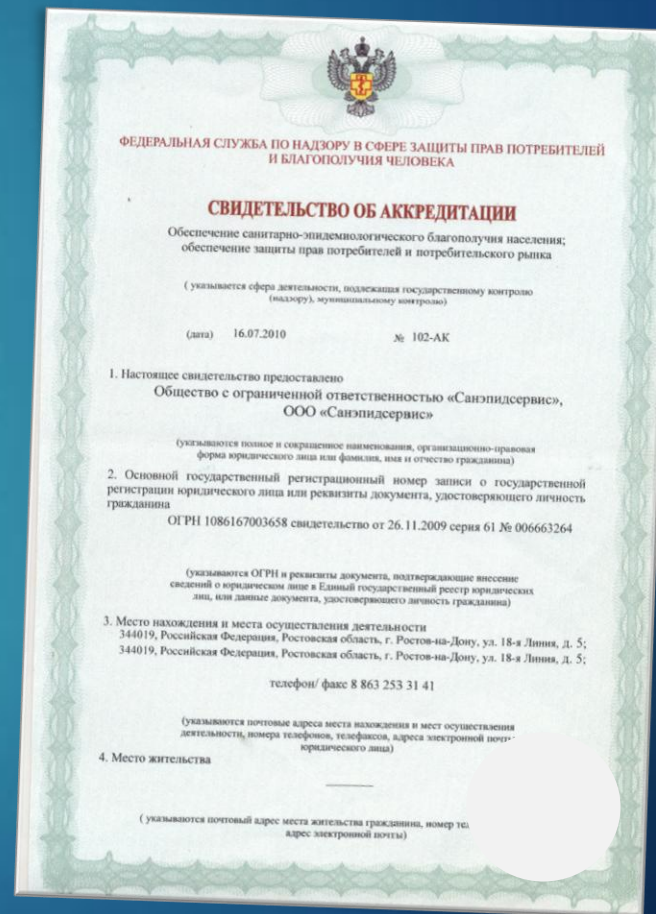 ФЕДЕРАЛЬНАЯ СЛУЖБА ПО НАДЗОРУ В СФЕРЕ ЗАЩИТЫ ПРАВ ПОТРЕБИТЕЛЕЙ
И БЛАГОПОЛУЧИЯ ЧЕЛОВЕКА
СВИДЕТЕЛЬСТВО ОБ АККРЕДИТАЦИИ
Обеспечение санитарно-эпидемиологического благополучия населения;
обеспечение защиты прав потребителей и потребительского рынка
( указывается сфера деятельности, подлежащая государственному контролю
(надзору), муниципальному контролю)
(дата) 16.07.2010 № 102-АК
1. Настоящее свидетельство предоставлено
Общество с ограниченной ответственностью «Санэпидсервис»,
ООО «Санэпидсервис»
(указываются полное и сокращенное наименования, организационно-правовая
форма юридического лица или фамилия, имя и отчество гражданина)
2. Основной государственный регистрационный номер записи о государственной
регистрации юридического лица или реквизиты документа, удостоверяющего личность
гражданина
ОГРН 1086167003658 свидетельство от 26.11.2009 серия 61 № 006663264
(указываются ОГРН и реквизиты документа, подтверждающие внесение
сведений о юридическом лице в Единый государственный реестр юридических
лиц, или данные документа, удостоверяющего личность гражданина)
3. Место нахождения и места осуществления деятельности
344019, Российская Федерация, Ростовская область, г. Ростов-на-Дону, ул. 18-я Линия, д. 5;
344019, Российская Федерация, Ростовская область, г. Ростов-на-Дону, ул. 18-я Линия, д. 5;
телефон/ факс 8 863 253 31 41
(указываются почтовые адреса места нахождения и мест осуществления
деятельности, номера телефонов, телефаксов, адреса электронной
юридического лица)
4. Место жительства
( указываются почтовый адрес места жительства гражданина, номер
адрес электронной почты)